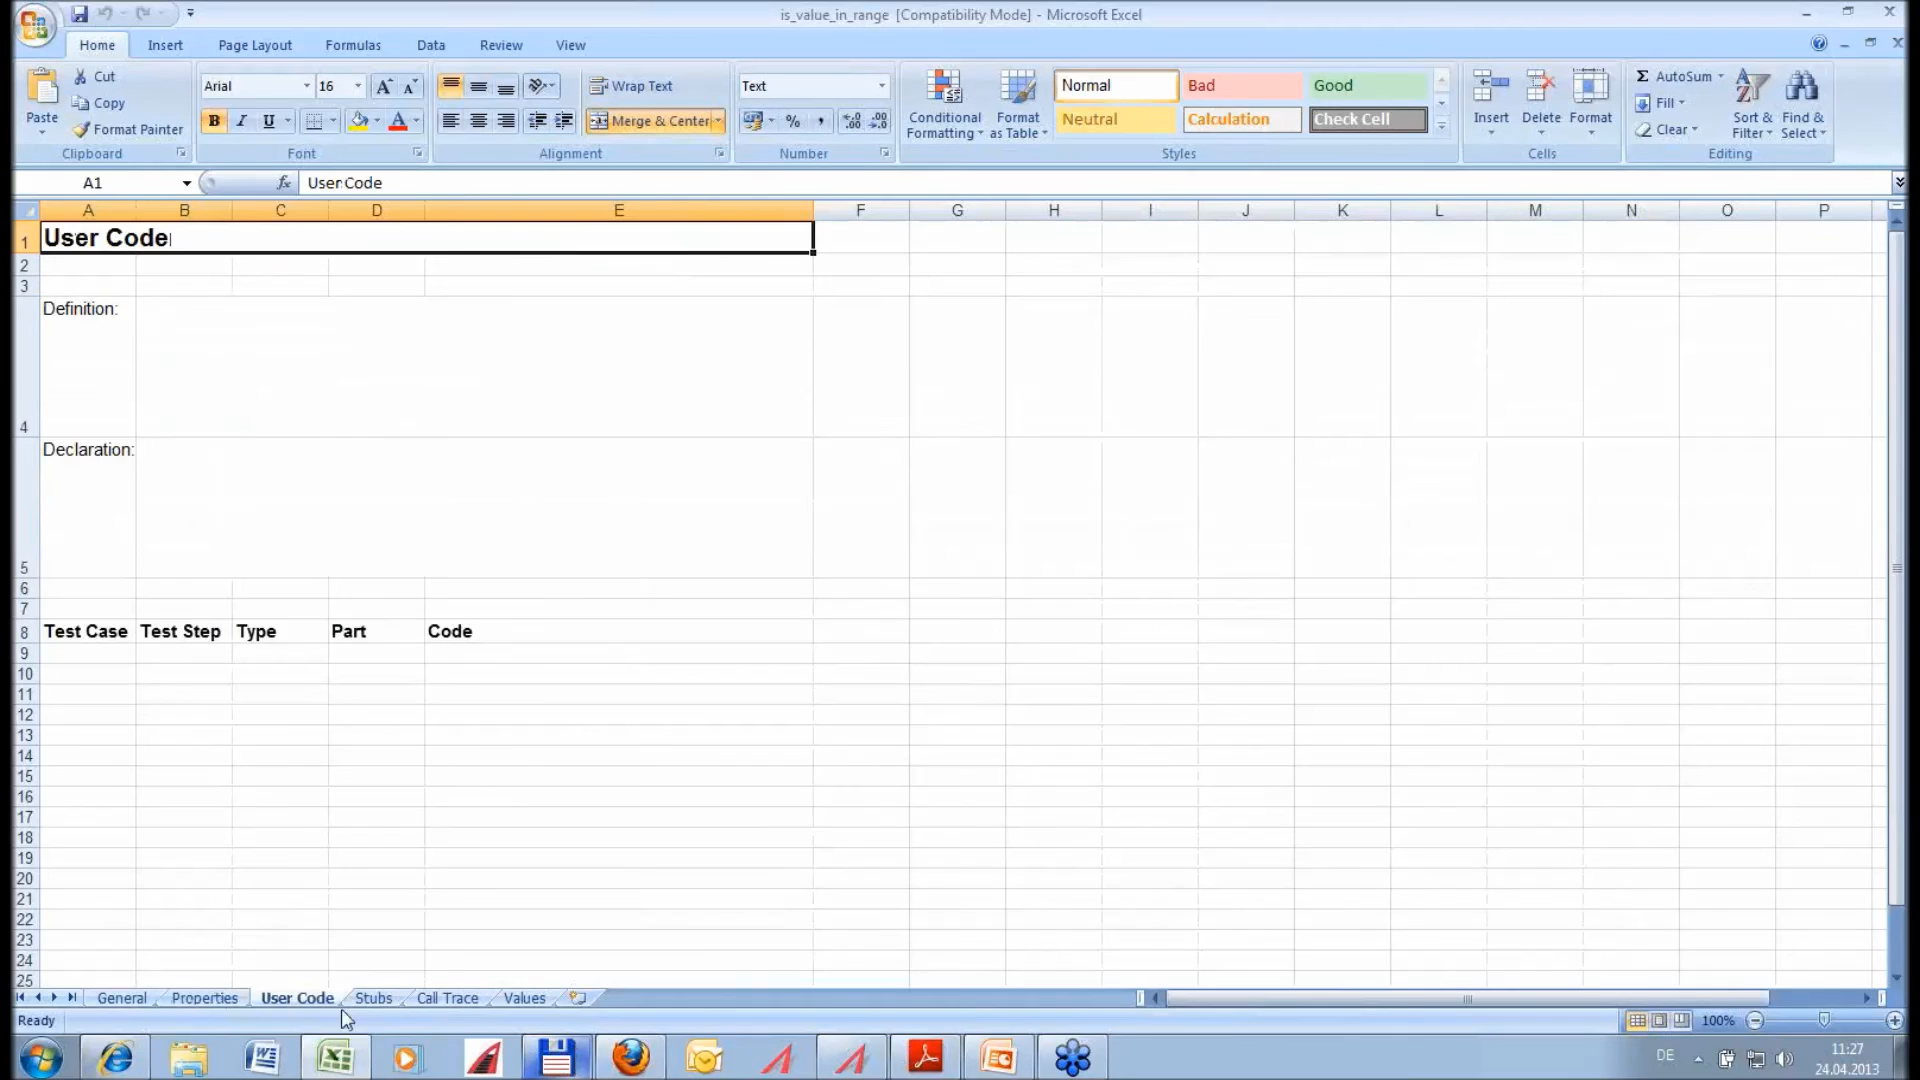 is_value_in_range [Compatibility Mode] - Microsoft Excel
Home Insert Page Layout Formulas Data Review View
Paste
Cut
Copy
Format Painter
Clipboard
Arial 16
B I U
Font
Wrap Text
Merge & Center
Alignment
Text
%
Number
Conditional Formatting
Format as Table
Normal Bad Good
Neutral Calculation Check Cell
Styles
Insert Delete Format
Cells
Σ AutoSum
Fill
Clear
Sort & Filter
Find & Select
Editing
A1 fx User Code
A B C D E F G H I J K L M N O P
1 User Code
2
3
Definition:
4
Declaration:
5
6
7
8 Test Case Test Step Type Part Code
9
10
11
12
13
14
15
16
17
18
19
20
21
22
23
24
25
General Properties User Code Stubs Call Trace Values
Ready 100%
DE 11:27
24.04.2013